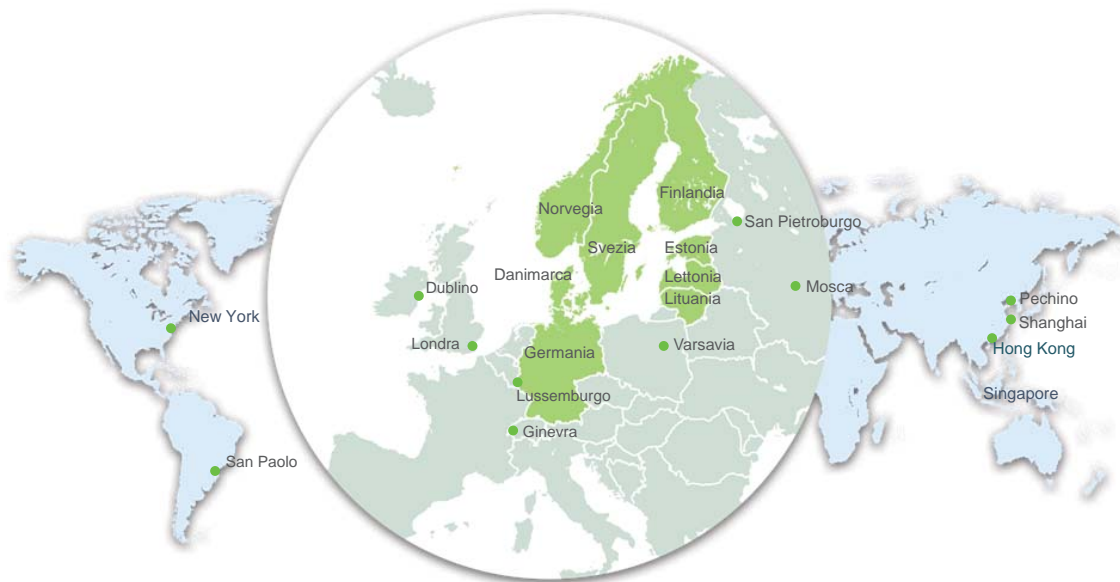 Finlandia
Norvegia
San Pietroburgo
Svezia
Estonia
Danimarca
Lettonia
Dublino
Mosca
Lituania
Pechino
New York
Shanghai
Londra
Varsavia
Hong Kong
Germania
Singapore
Lussemburgo
Ginevra
San Paolo